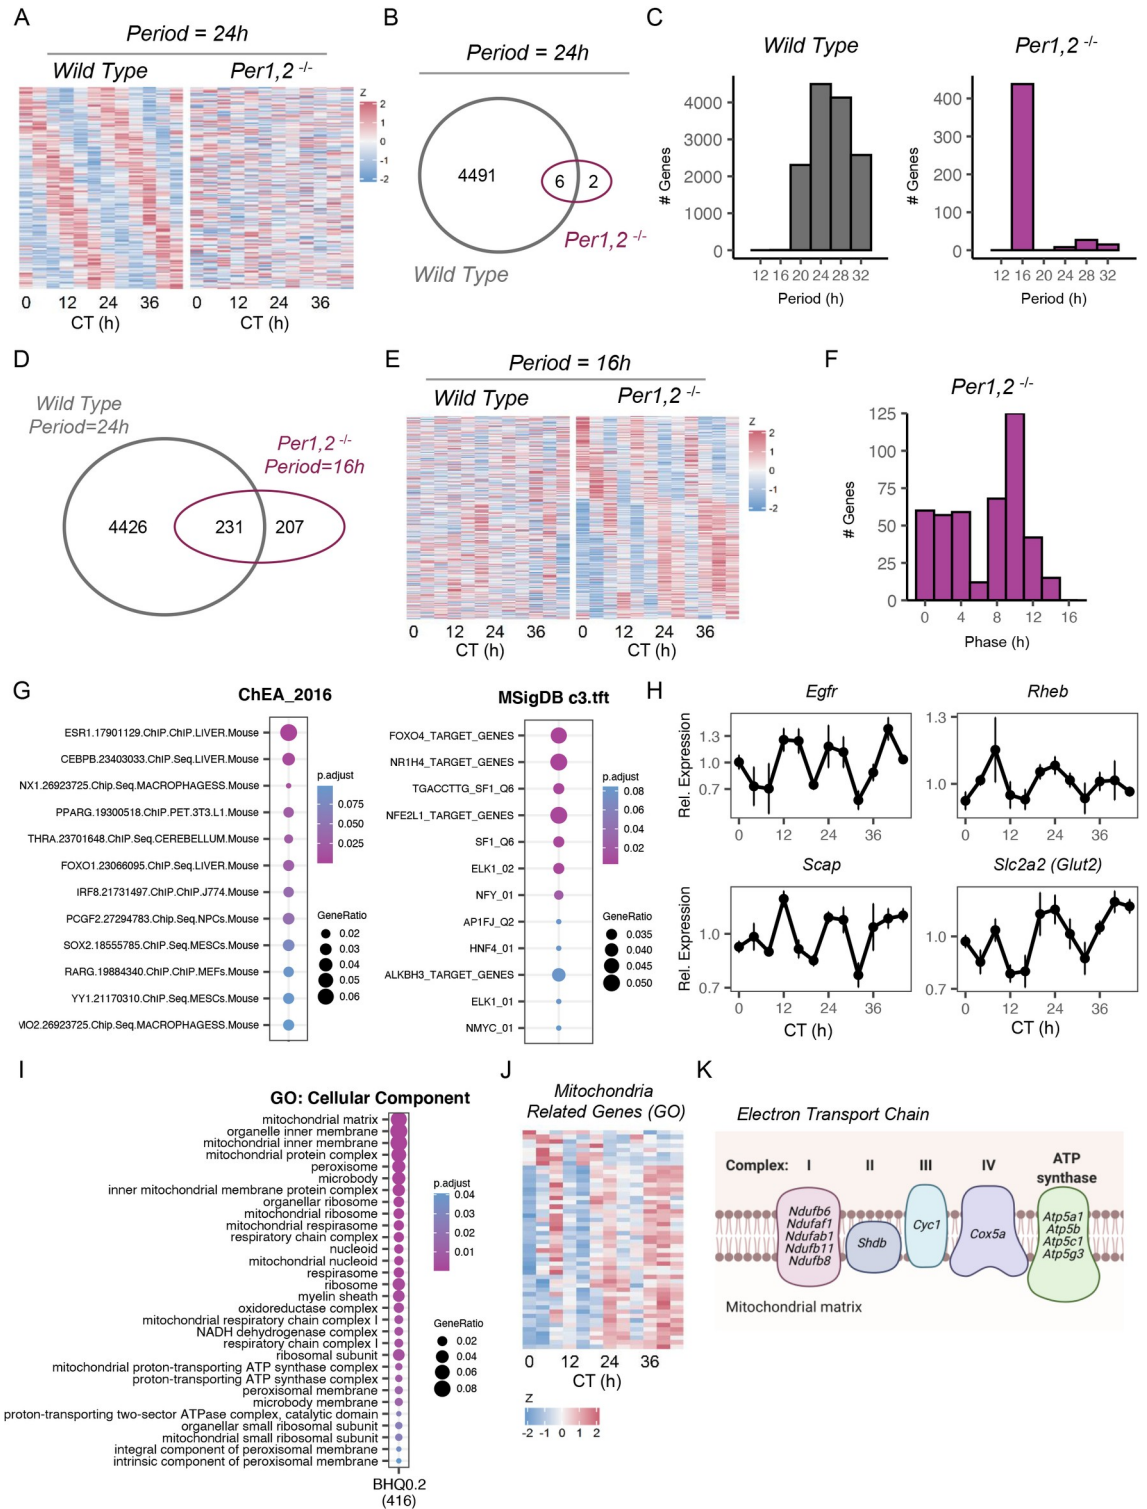 A
Period = 24h
Wild Type
Per1,2 -/-
Z
2
1
0
-1
-2
0 12 24 36
0 12 24 36
CT (h)
CT (h)
B
Period = 24h
4491
6
2
Per1,2 -/-
Wild Type
C
Wild Type
# Genes
4000
3000
2000
1000
0
12 16 20 24 28 32
Period (h)
Per1,2 -/-
# Genes
400
300
200
100
0
12 16 20 24 28 32
Period (h)
D
Wild Type
Period=24h
Per1,2 -/-
Period=16h
4426
231
207
E
Period = 16h
Wild Type
Per1,2 -/-
Z
2
1
0
-1
-2
0 12 24 36
0 12 24 36
CT (h)
CT (h)
F
Per1,2 -/-
# Genes
125
100
75
50
25
0
0 4 8 12 16
Phase (h)
G
ChEA_2016
ESR1.17901129.ChIP.ChIP.LIVER.Mouse
CEBPB.23403033.ChIP.Seq.LIVER.Mouse
NX1.26923725.Chip.Seq.MACROPHAGESS.Mouse
PPARG.19300518.ChIP.PET.3T3.L1.Mouse
THRA.23701648.ChIP.Seq.CEREBELLUM.Mouse
FOXO1.23066095.ChIP.Seq.LIVER.Mouse
IRF8.21731497.ChIP.ChIP.J774.Mouse
PCGF2.27294783.Chip.Seq.NPCs.Mouse
SOX2.18555785.ChIP.Seq.MESCs.Mouse
RARG.19884340.ChIP.ChIP.MEFs.Mouse
YY1.21170310.ChIP.Seq.MESCs.Mouse
MO2.26923725.Chip.Seq.MACROPHAGESS.Mouse
p.adjust
0.075
0.050
0.025
GeneRatio
0.02
0.03
0.04
0.05
0.06
MSigDB c3.tft
FOXO4_TARGET_GENES
NR1H4_TARGET_GENES
TGACCTTG_SF1_Q6
NFE2L1_TARGET_GENES
SF1_Q6
ELK1_02
NFY_01
AP1FJ_Q2
HNF4_01
ALKBH3_TARGET_GENES
ELK1_01
NMYC_01
p.adjust
0.08
0.06
0.04
0.02
GeneRatio
0.035
0.040
0.045
0.050
H
Egfr
Rel. Expression
1.3
1.0
0.7
0 12 24 36
Rheb
1.3
1.0
Scap
Rel. Expression
1.0
0.7
0 12 24 36
CT (h)
Slc2a2 (Glut2)
1.0
0.7
0 12 24 36
CT (h)
I
GO: Cellular Component
mitochondrial matrix
organelle inner membrane
mitochondrial inner membrane
mitochondrial protein complex
peroxisome
microbody
inner mitochondrial membrane protein complex
organellar ribosome
mitochondrial ribosome
mitochondrial respirasome
respiratory chain complex
nucleoid
mitochondrial nucleoid
respirasome
ribosome
myelin sheath
oxidoreductase complex
mitochondrial respiratory chain complex I
NADH dehydrogenase complex
respiratory chain complex I
ribosomal subunit
mitochondrial proton-transporting ATP synthase complex
proton-transporting ATP synthase complex
peroxisomal membrane
microbody membrane
proton-transporting two-sector ATPase complex, catalytic domain
organellar small ribosomal subunit
mitochondrial small ribosomal subunit
integral component of peroxisomal membrane
intrinsic component of peroxisomal membrane
BHQ0.2
(416)
p.adjust
0.04
0.03
0.02
0.01
GeneRatio
0.02
0.04
0.06
0.08
J
Mitochondria
Related Genes (GO)
0 12 24 36
CT (h)
Z
-2 -1 0 1 2
K
Electron Transport Chain
Complex: I II III IV ATP
synthase
Ndufb6
Ndufaf1
Ndufab1
Ndufb11
Ndufb8
Shdb
Cyc1
Cox5a
Atp5a1
Atp5b
Atp5c1
Atp5g3
Mitochondrial matrix